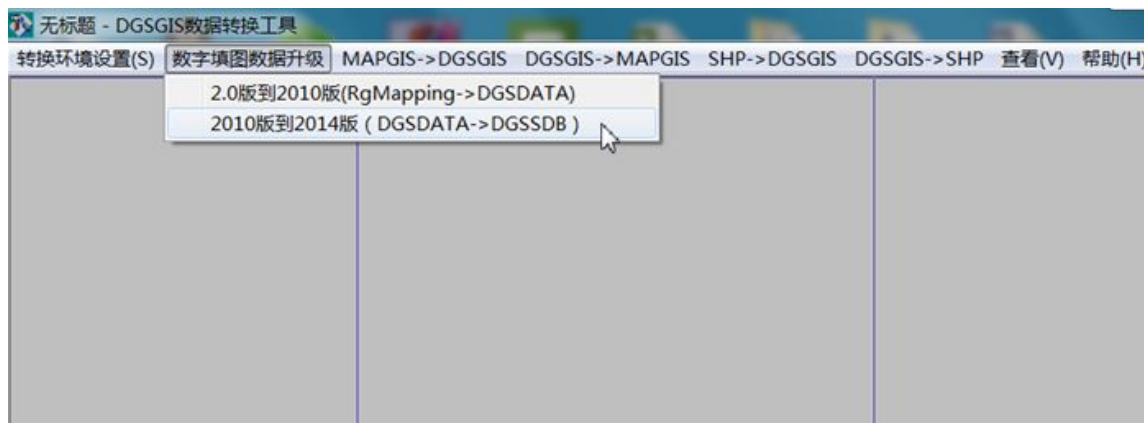 无标题 - DGSGIS数据转换工具
转换环境设置(S) 数字填图数据升级 MAPGIS->DGSGIS DGSGIS->MAPGIS SHP->DGSGIS DGSGIS->SHP 查看(V) 帮助(H)
2.0版到2010版(RgMapping->DGSDATA)
2010版到2014版 ( DGSDATA->DGSSDB )